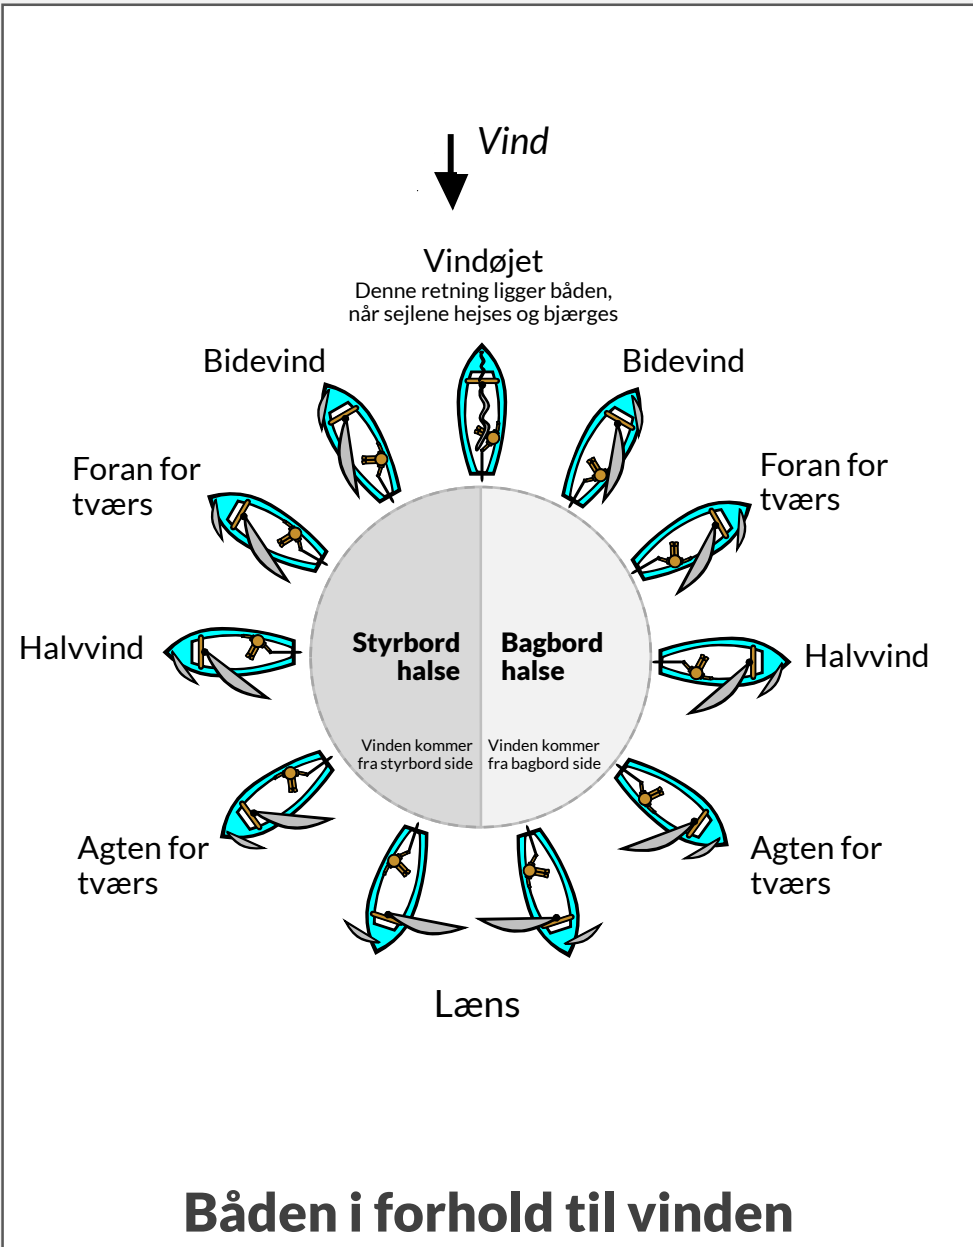 Vind
Vindøjet
Denne retning ligger båden,
når sejlene hejses og bjærges
Bidevind
Bidevind
Foran for
tværs
Foran for
tværs
Halvvind
Styrbord
halse
Bagbord
halse
Halvvind
Vinden kommer
fra styrbord side
Vinden kommer
fra bagbord side
Agten for
tværs
Agten for
tværs
Læns
Båden i forhold til vinden